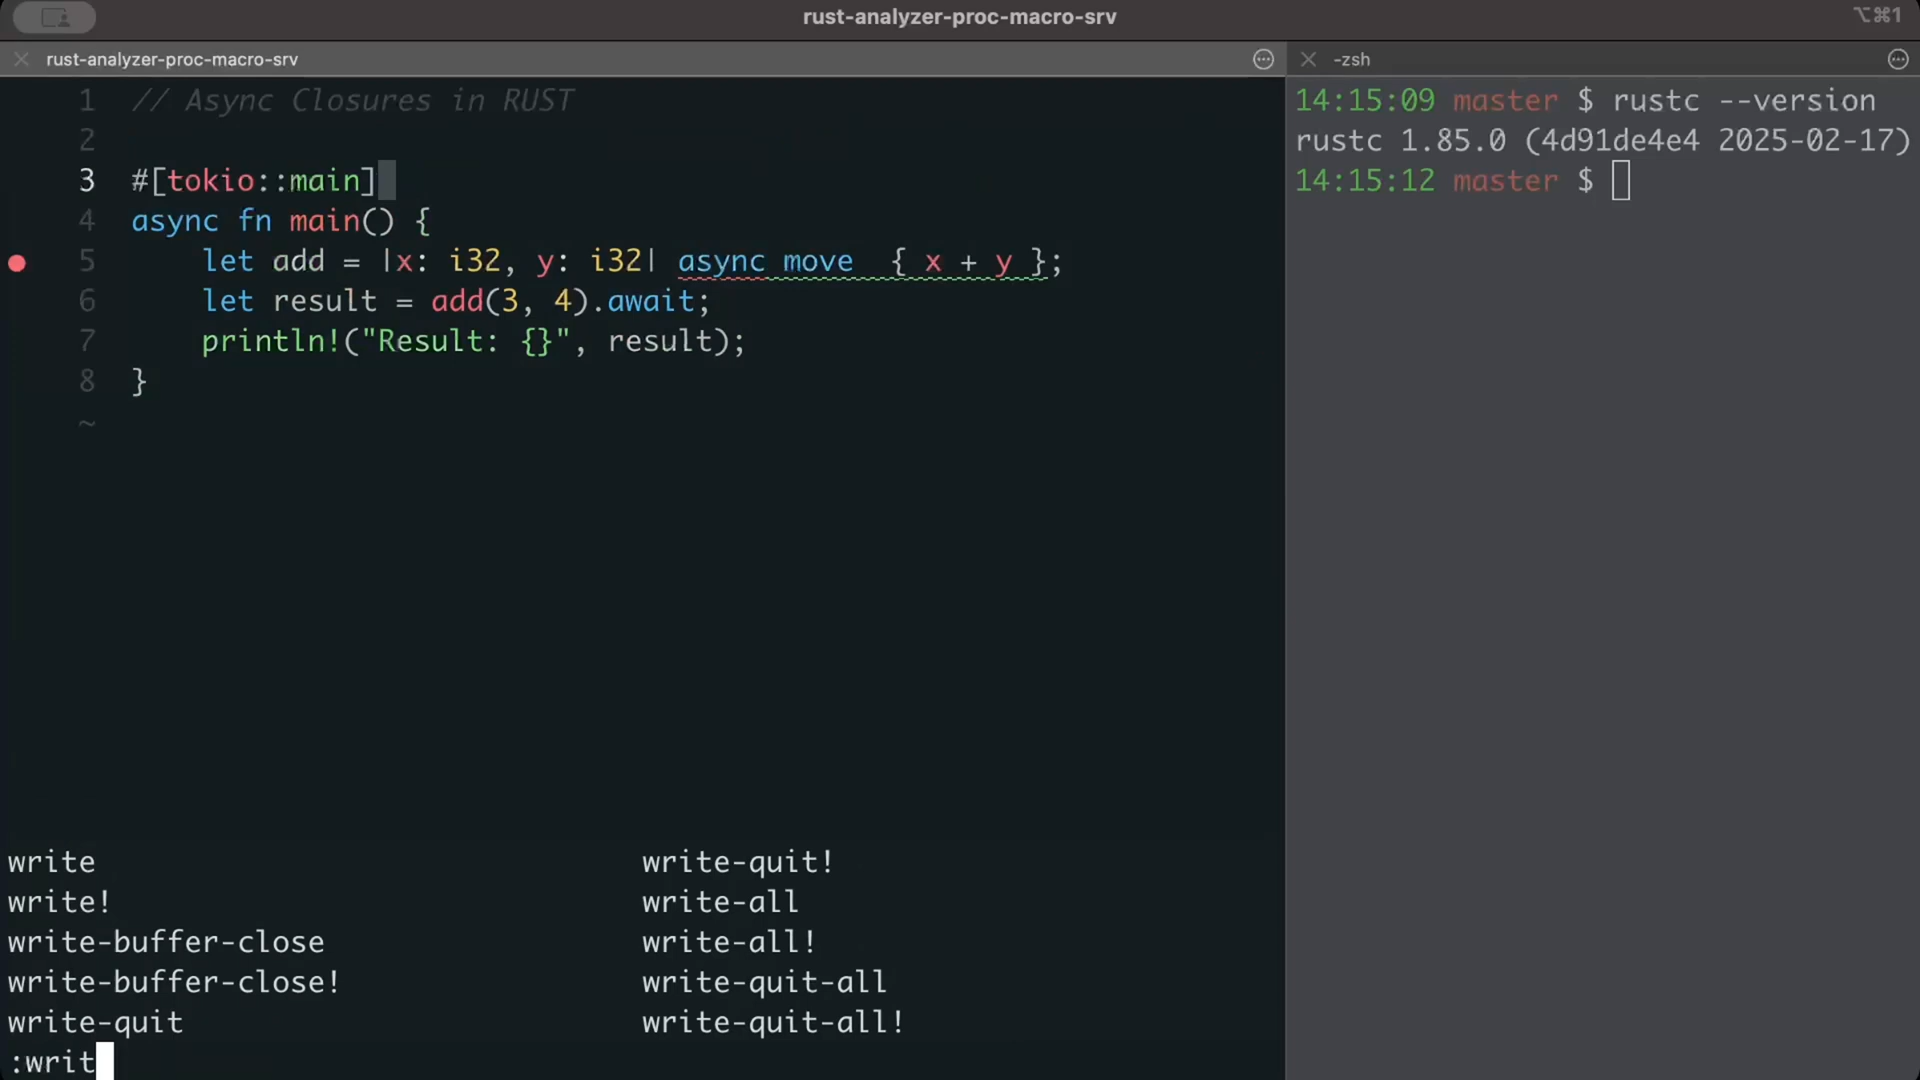 rust-analyzer-proc-macro-srv
⌥⌘1
rust-analyzer-proc-macro-srv
-zsh
1 // Async Closures in RUST
2
3 #[tokio::main]
4 async fn main() {
5     let add = |x: i32, y: i32| async move  { x + y };
6     let result = add(3, 4).await;
7     println!("Result: {}", result);
8 }
~
write
write!
write-buffer-close
write-buffer-close!
write-quit
write-quit!
write-all
write-all!
write-quit-all
write-quit-all!
:writ
14:15:09 master $ rustc --version
rustc 1.85.0 (4d91de4e4 2025-02-17)
14:15:12 master $